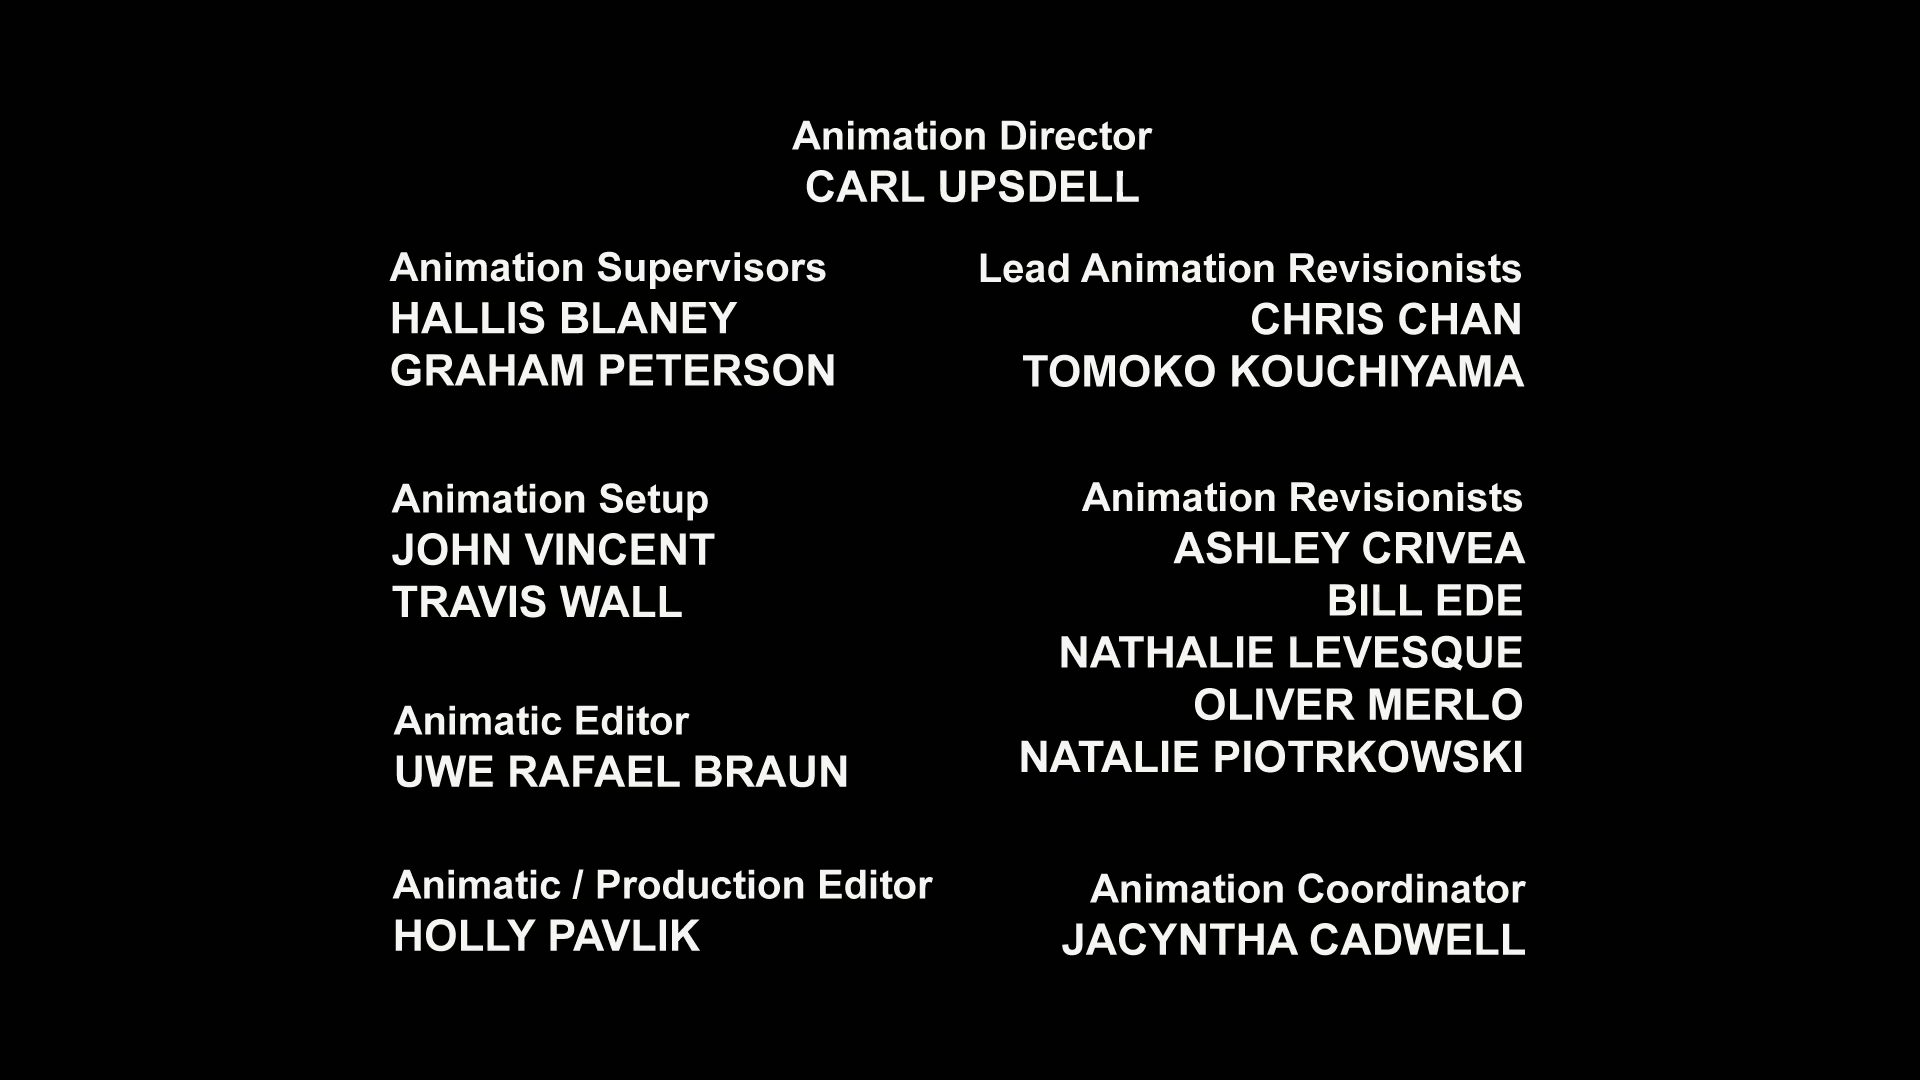 Animation Director
CARL UPSDELL
Animation Supervisors
HALLIS BLANEY
GRAHAM PETERSON
Lead Animation Revisionists
CHRIS CHAN
TOMOKO KOUCHIYAMA
Animation Setup
JOHN VINCENT
TRAVIS WALL
Animation Revisionists
ASHLEY CRIVEA
BILL EDE
NATHALIE LEVESQUE
OLIVER MERLO
NATALIE PIOTRKOWSKI
Animatic Editor
UWE RAFAEL BRAUN
Animatic / Production Editor
HOLLY PAVLIK
Animation Coordinator
JACYNTHA CADWELL